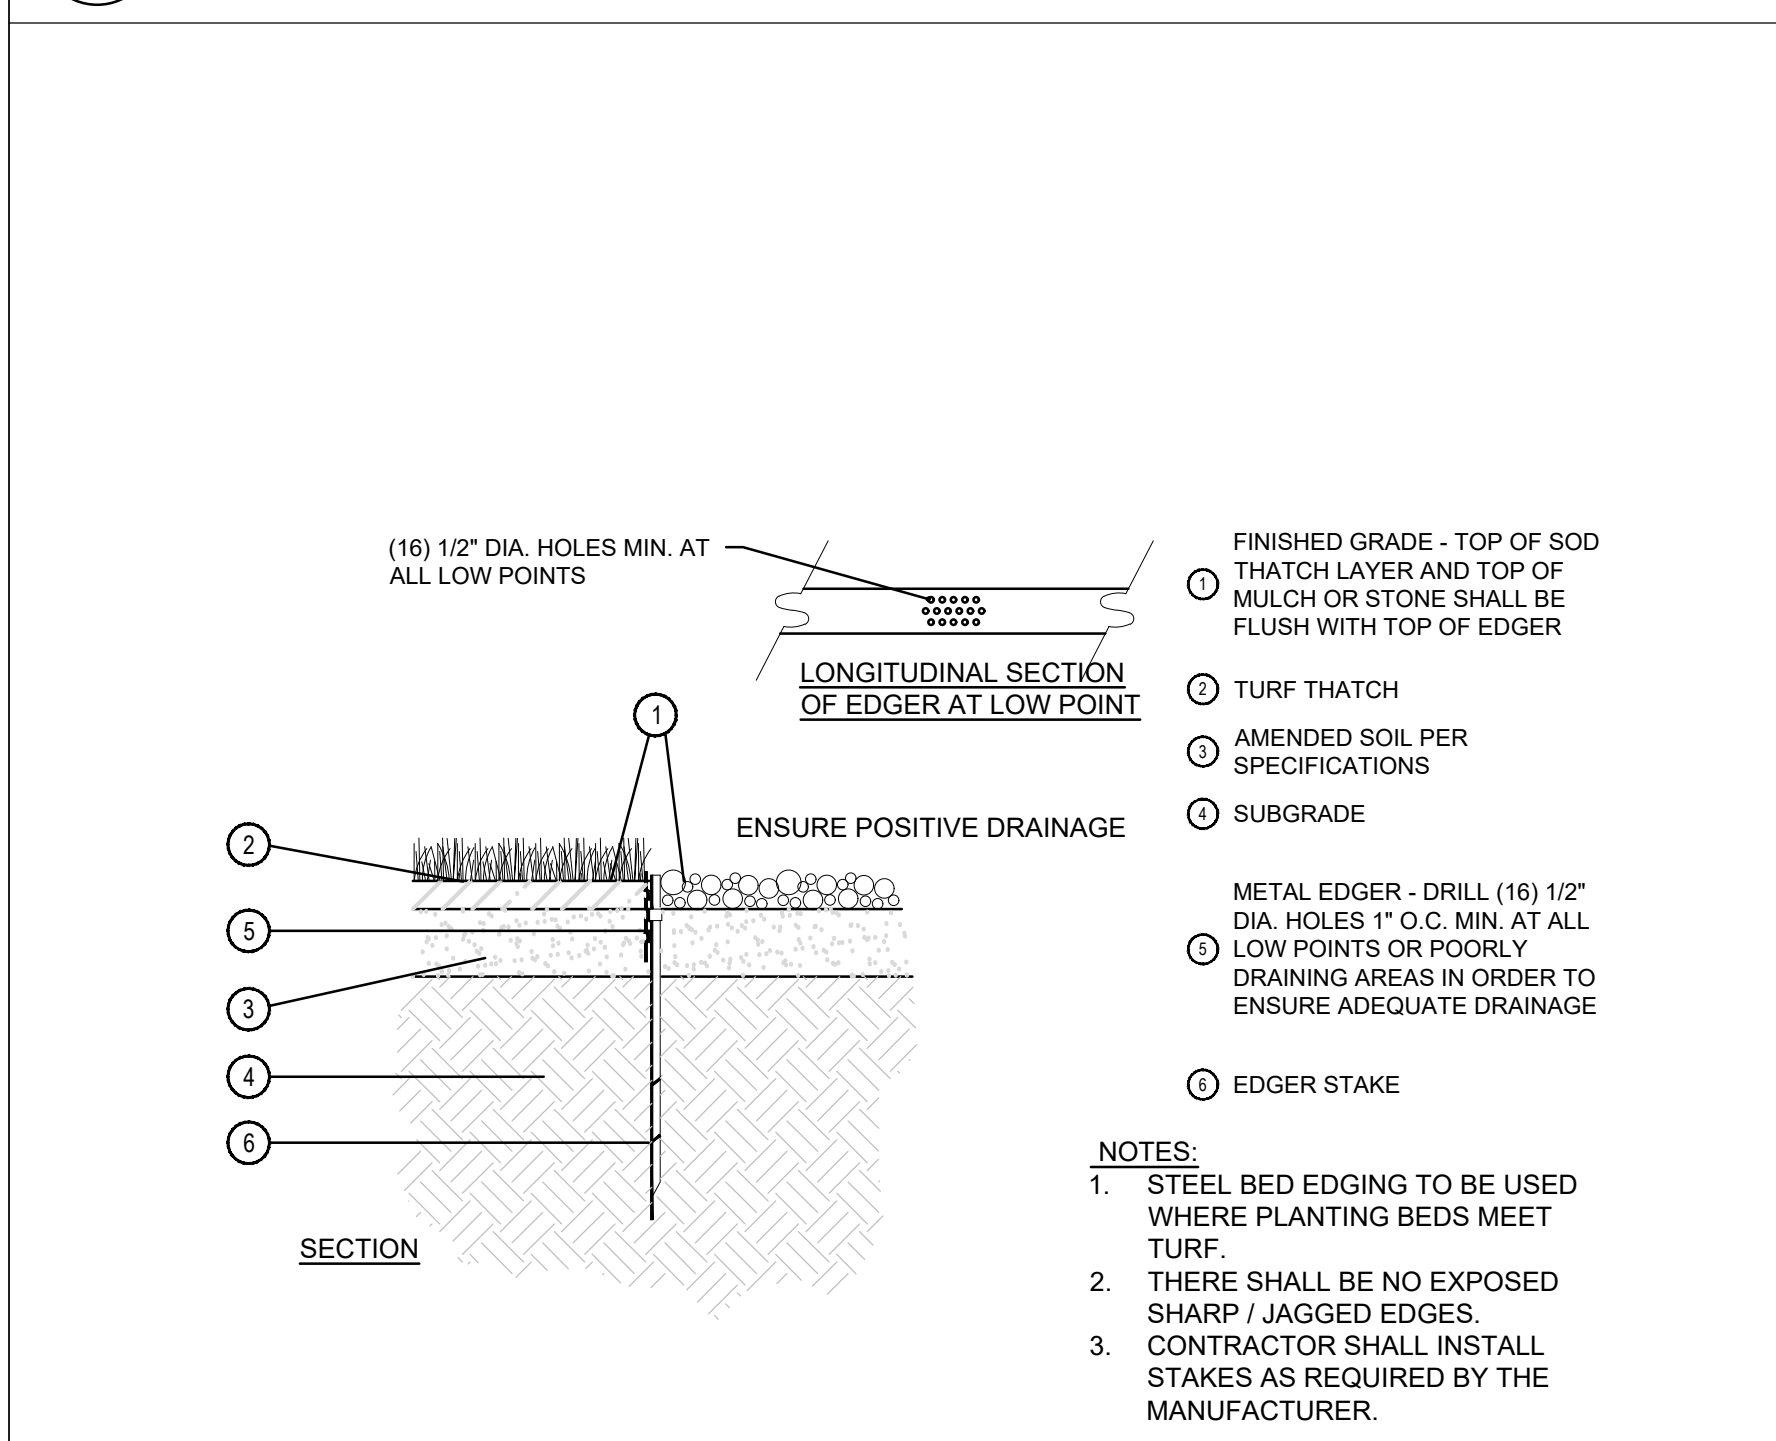 (16) 1/2" DIA. HOLES MIN. AT
ALL LOW POINTS
LONGITUDINAL SECTION
OF EDGER AT LOW POINT
1
ENSURE POSITIVE DRAINAGE
2
5
3
4
6
SECTION
1
FINISHED GRADE - TOP OF SOD
THATCH LAYER AND TOP OF
MULCH OR STONE SHALL BE
FLUSH WITH TOP OF EDGER
2 TURF THATCH
3
AMENDED SOIL PER
SPECIFICATIONS
4 SUBGRADE
5
METAL EDGER - DRILL (16) 1/2"
DIA. HOLES 1" O.C. MIN. AT ALL
LOW POINTS OR POORLY
DRAINING AREAS IN ORDER TO
ENSURE ADEQUATE DRAINAGE
6 EDGER STAKE
NOTES:
1. STEEL BED EDGING TO BE USED
WHERE PLANTING BEDS MEET
TURF.
2. THERE SHALL BE NO EXPOSED
SHARP / JAGGED EDGES.
3. CONTRACTOR SHALL INSTALL
STAKES AS REQUIRED BY THE
MANUFACTURER.